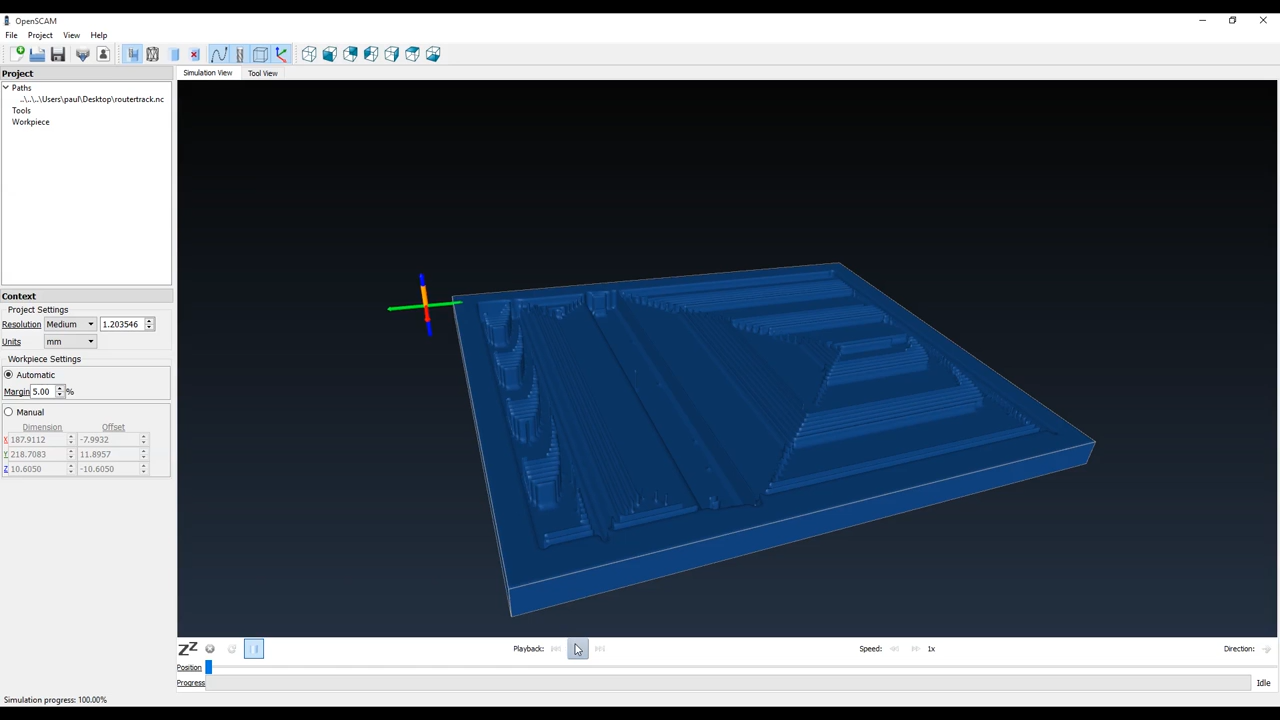 OpenSCAM
File Project View Help
Project
Simulation View Tool View
Paths
..\..\..\Users\paul\Desktop\routertrack.nc
Tools
Workpiece
Context
Project Settings
Resolution Medium 1.203546
Units mm
Workpiece Settings
Automatic
Margin 5.00 %
Manual
Dimension Offset
X 187.9112 -7.9932
Y 218.7083 11.8957
Z 10.6050 -10.6050
ZZ Playback: Speed: 1x Direction:
Position
Progress Idle
Simulation progress: 100.00%